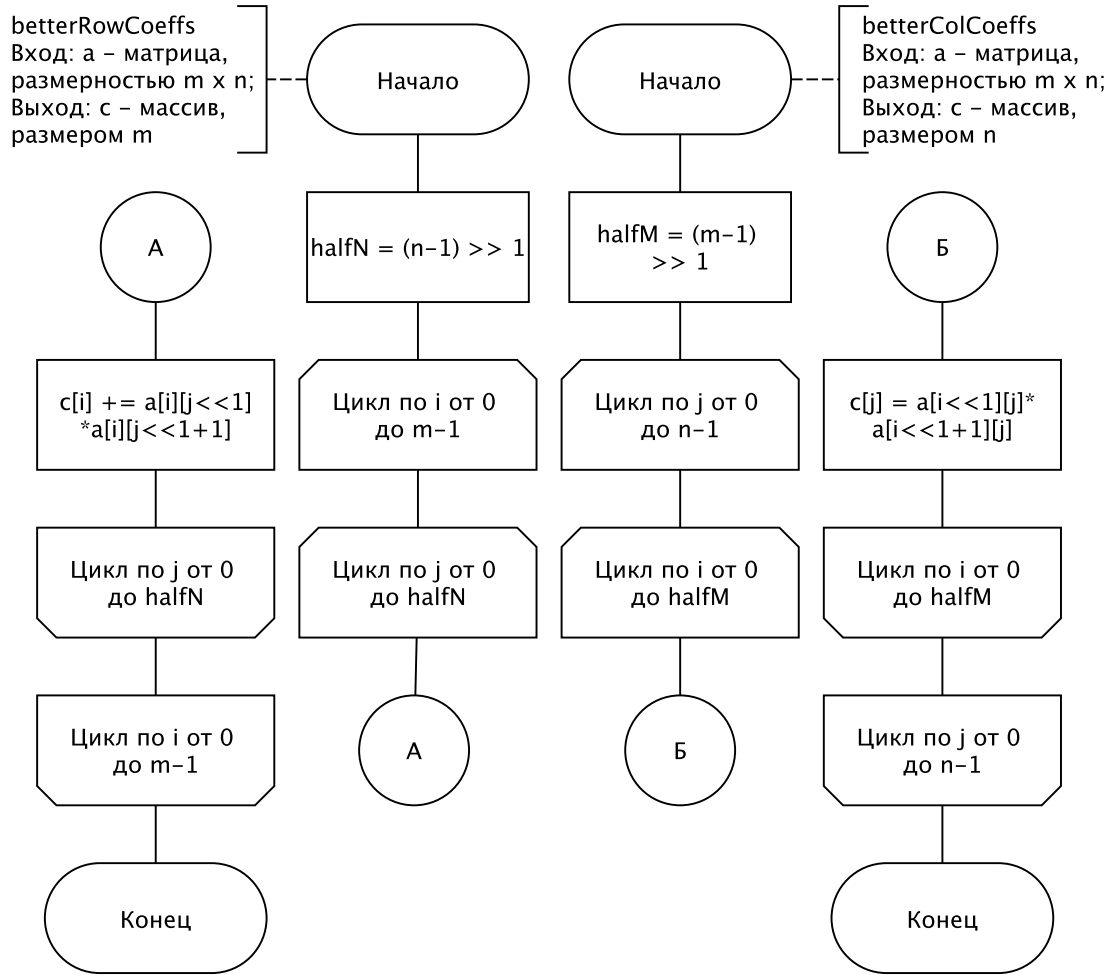 betterRowCoeffs
Вход: a – матрица,
размерностью m x n;
Выход: с – массив,
размером m
Начало
halfN = (n-1) >> 1
Цикл по i от 0
до m-1
Цикл по j от 0
до halfN
А
А
c[i] += a[i][j<<1]
*a[i][j<<1+1]
Цикл по j от 0
до halfN
Цикл по i от 0
до m-1
Конец
betterColCoeffs
Вход: a – матрица,
размерностью m x n;
Выход: с – массив,
размером n
Начало
halfM = (m-1)
>> 1
Цикл по j от 0
до n-1
Цикл по i от 0
до halfM
Б
Б
c[j] = a[i<<1][j]*
a[i<<1+1][j]
Цикл по i от 0
до halfM
Цикл по j от 0
до n-1
Конец